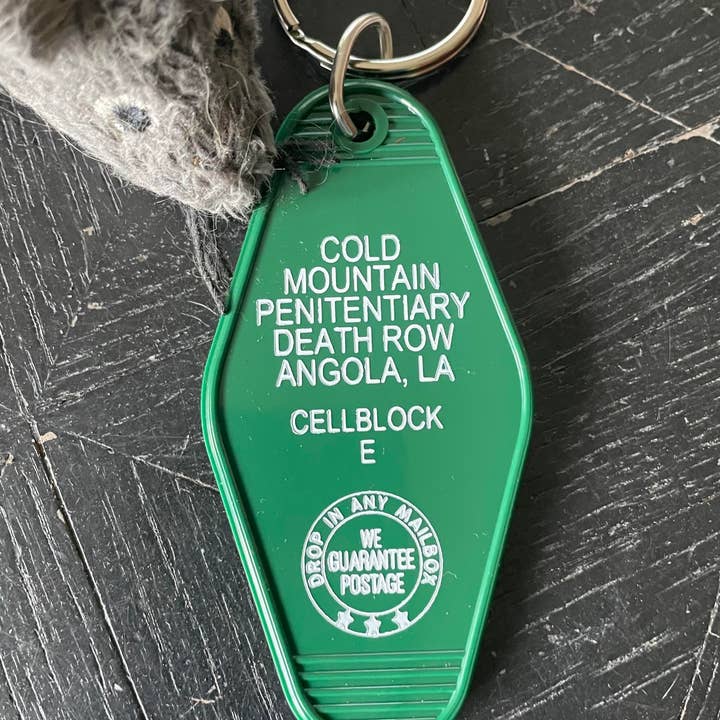 COLD
MOUNTAIN
PENITENTIARY
DEATH ROW
ANGOLA, LA
CELLBLOCK
E
DROP IN ANY MAILBOX
WE
GUARANTEE
POSTAGE